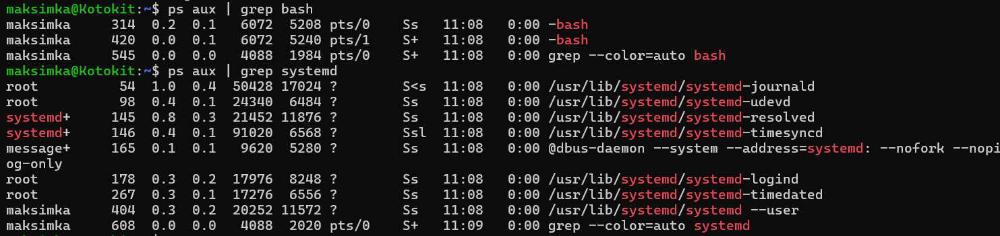 maksimka@Kotokit:~$ ps aux | grep bash
maksimka     314  0.2  0.1   6072  5208 pts/0    Ss   11:08   0:00 -bash
maksimka     420  0.0  0.1   6072  5240 pts/1    S+   11:08   0:00 -bash
maksimka     545  0.0  0.0   4088  1984 pts/0    S+   11:08   0:00 grep --color=auto bash
maksimka@Kotokit:~$ ps aux | grep systemd
root          54  1.0  0.4  50428 17024 ?        S<s  11:08   0:00 /usr/lib/systemd/systemd-journald
root          98  0.4  0.1  24340  6484 ?        Ss   11:08   0:00 /usr/lib/systemd/systemd-udevd
systemd+     145  0.8  0.3  21452 11876 ?        Ss   11:08   0:00 /usr/lib/systemd/systemd-resolved
systemd+     146  0.4  0.1  91020  6568 ?        Ssl  11:08   0:00 /usr/lib/systemd/systemd-timesyncd
message+     165  0.1  0.1   9620  5280 ?        Ss   11:08   0:00 @dbus-daemon --system --address=systemd: --nofork --nopi
og-only
root         178  0.3  0.2  17976  8248 ?        Ss   11:08   0:00 /usr/lib/systemd/systemd-logind
root         267  0.3  0.1  17276  6556 ?        Ss   11:08   0:00 /usr/lib/systemd/systemd-timedated
maksimka     404  0.3  0.2  20252 11572 ?        Ss   11:08   0:00 /usr/lib/systemd/systemd --user
maksimka     608  0.0  0.0   4088  2020 pts/0    S+   11:09   0:00 grep --color=auto systemd